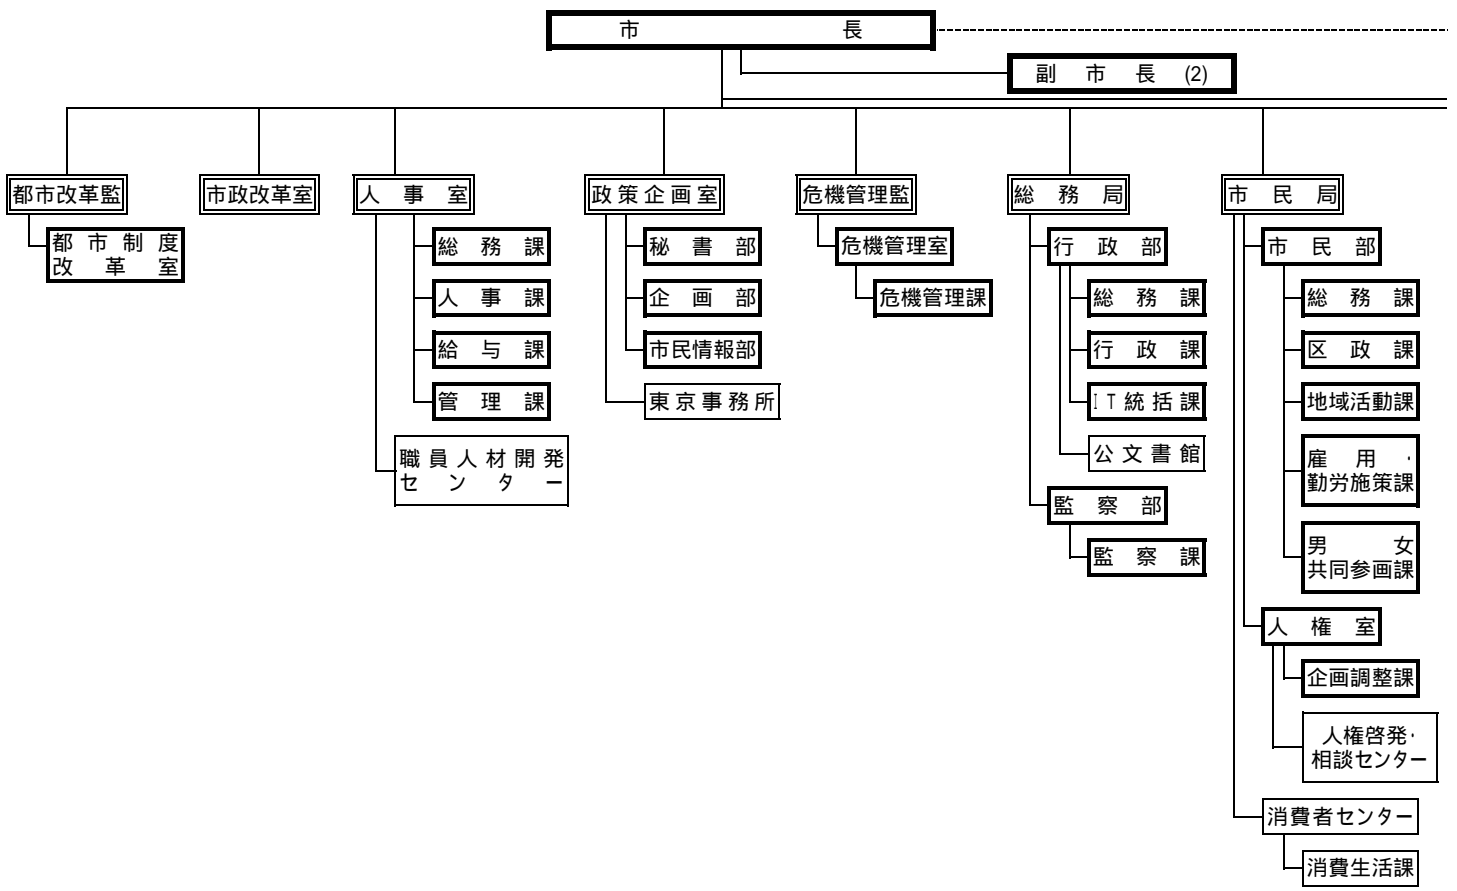 市長
副市長 (2)
都市改革監
都市制度
改革室
市政改革室
人事室
総務課
人事課
給与課
管理課
職員人材開発
センター
政策企画室
秘書部
企画部
市民情報部
東京事務所
危機管理監
危機管理室
危機管理課
総務局
行政部
総務課
行政課
IT統括課
公文書館
監察部
監察課
市民局
市民部
総務課
区政課
地域活動課
雇用・
勤労施策課
男女
共同参画課
人権室
企画調整課
人権啓発・
相談センター
消費者センター
消費生活課